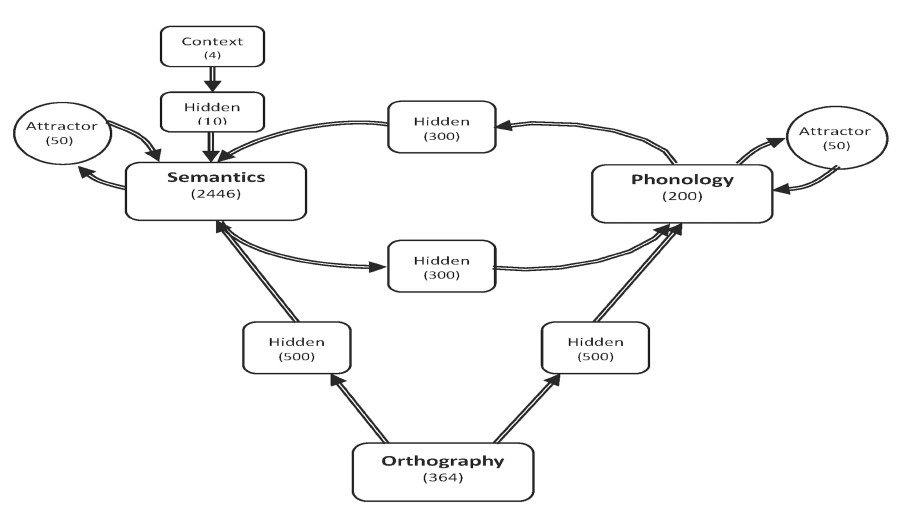 Context
(4)
Hidden
(10)
Attractor
(50)
Hidden
(300)
Attractor
(50)
Semantics
(2446)
Phonology
(200)
Hidden
(300)
Hidden
(500)
Hidden
(500)
Orthography
(364)